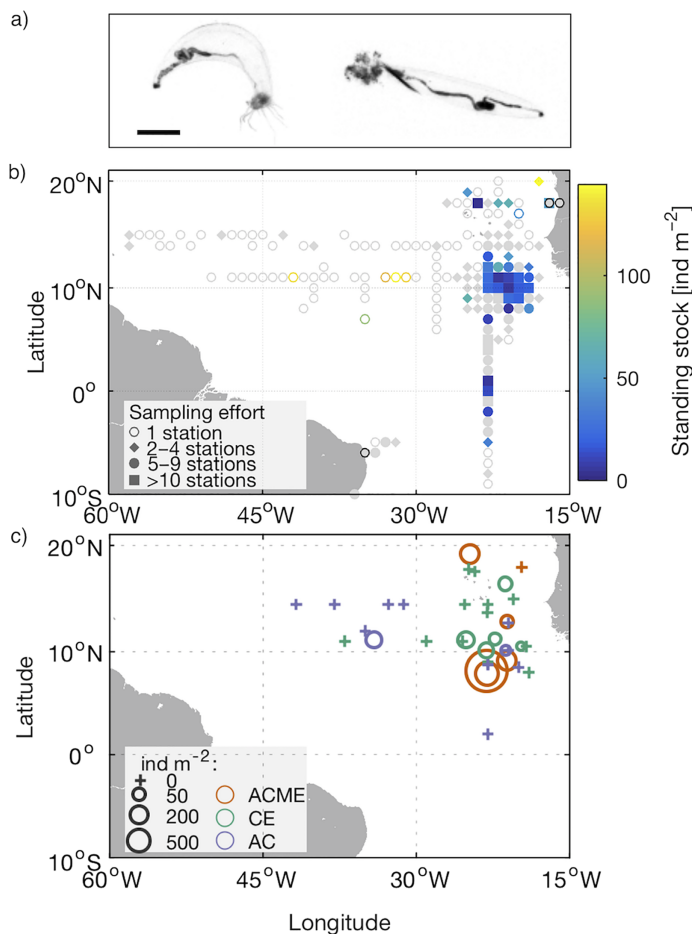 a)
b)
20°N
10°N
0°
10°S
Latitude
Sampling effort
1 station
2–4 stations
5–9 stations
>10 stations
60°W
45°W
30°W
15°W
100
50
0
Standing stock [ind m⁻²]
c)
20°N
10°N
0°
10°S
Latitude
ind m⁻²:
0
50
200
500
ACME
CE
AC
60°W
45°W
30°W
15°W
Longitude